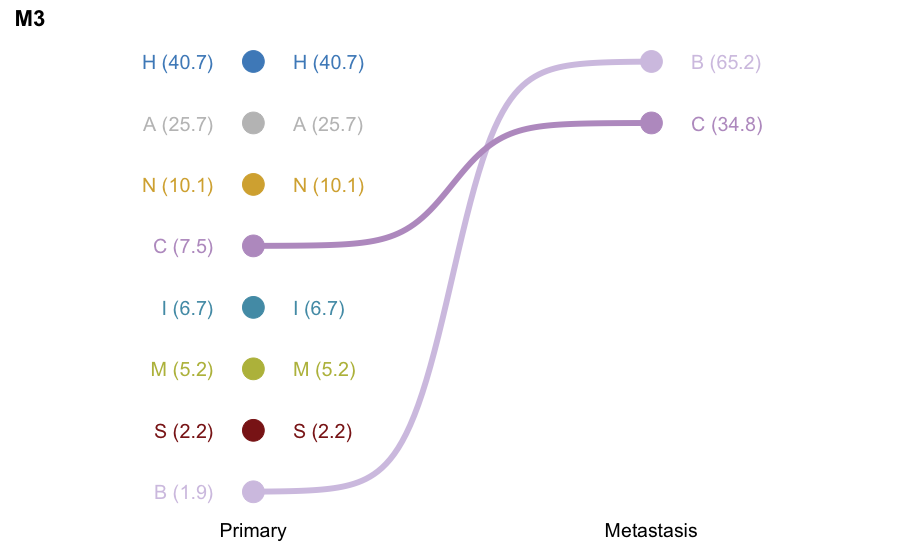 M3
H (40.7) H (40.7) B (65.2)
A (25.7) A (25.7) C (34.8)
N (10.1) N (10.1)
C (7.5)
I (6.7) I (6.7)
M (5.2) M (5.2)
S (2.2) S (2.2)
B (1.9)
Primary Metastasis